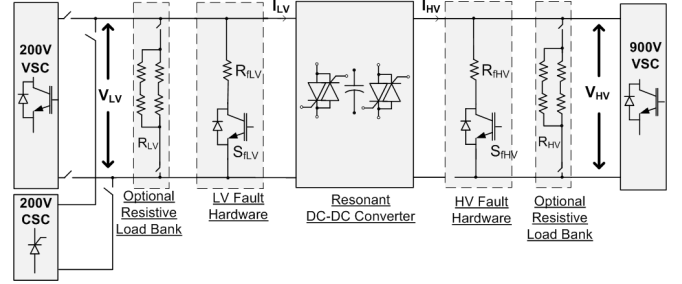 200V
VSC
V_LV
R_LV
Optional
Resistive
Load Bank
R_fLV
S_fLV
LV Fault
Hardware
I_LV
Resonant
DC-DC Converter
I_HV
R_fHV
S_fHV
HV Fault
Hardware
R_HV
Optional
Resistive
Load Bank
V_HV
900V
VSC
200V
CSC